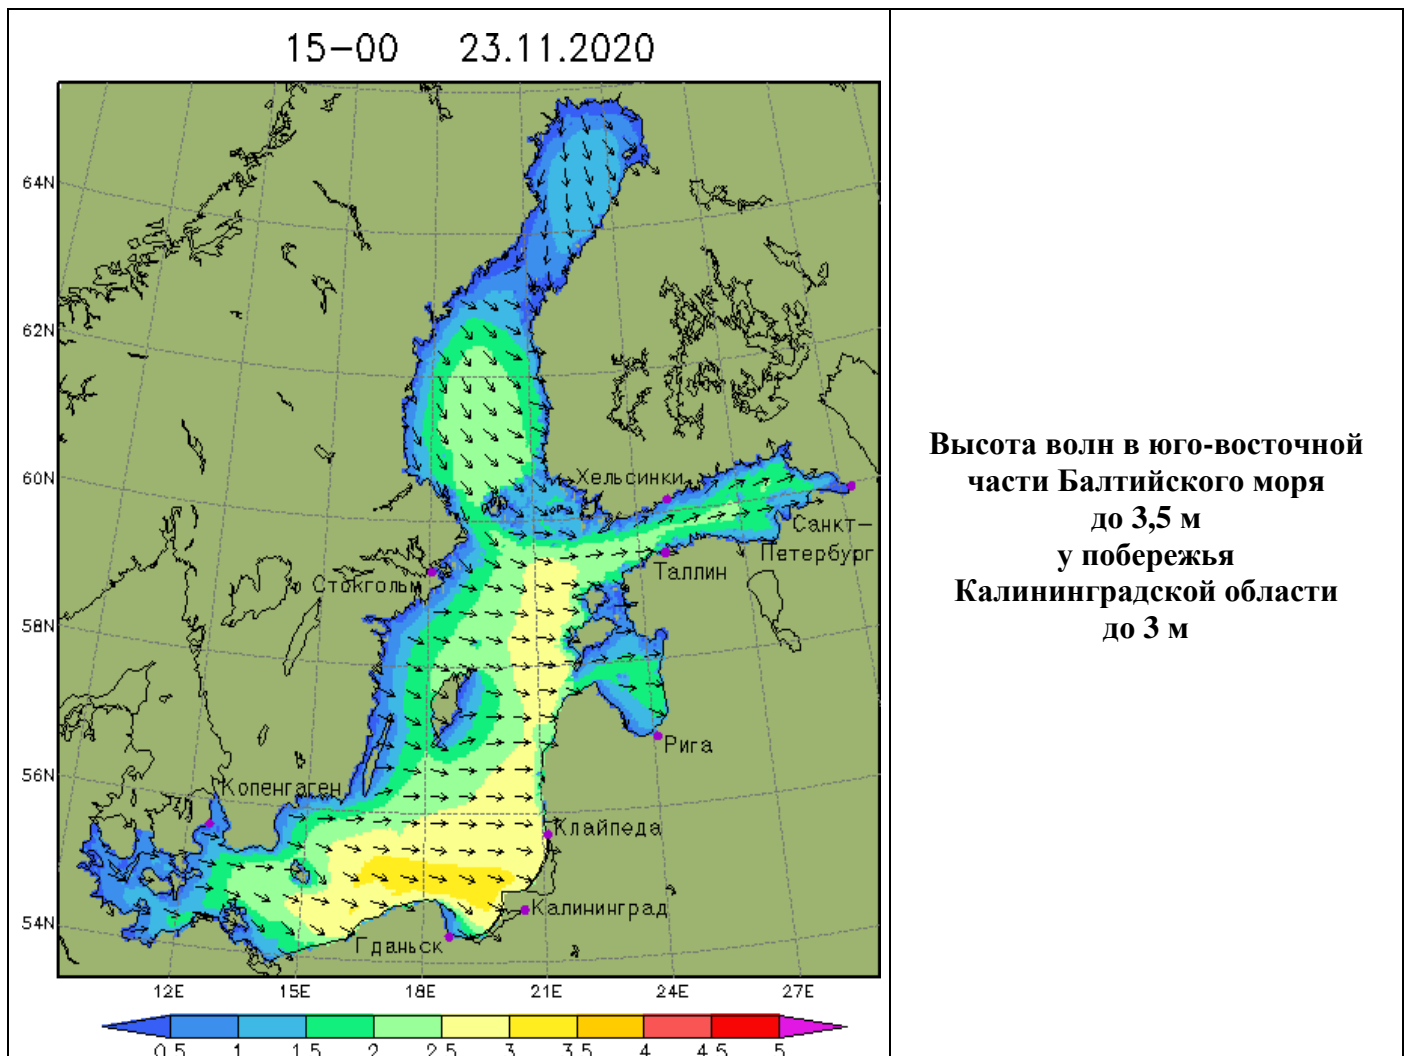 15-00 23.11.2020
64N
62N
60N
58N
56N
54N
Хельсинки
Санкт-
Петербург
Таллин
Стокгольм
Рига
Копенгаген
Клайпеда
Калининград
Гданьск
12E 15E 18E 21E 24E 27E
0.5 1 1.5 2 2.5 3 3.5 4 4.5 5
Высота волн в юго-восточной
части Балтийского моря
до 3,5 м
у побережья
Калининградской области
до 3 м